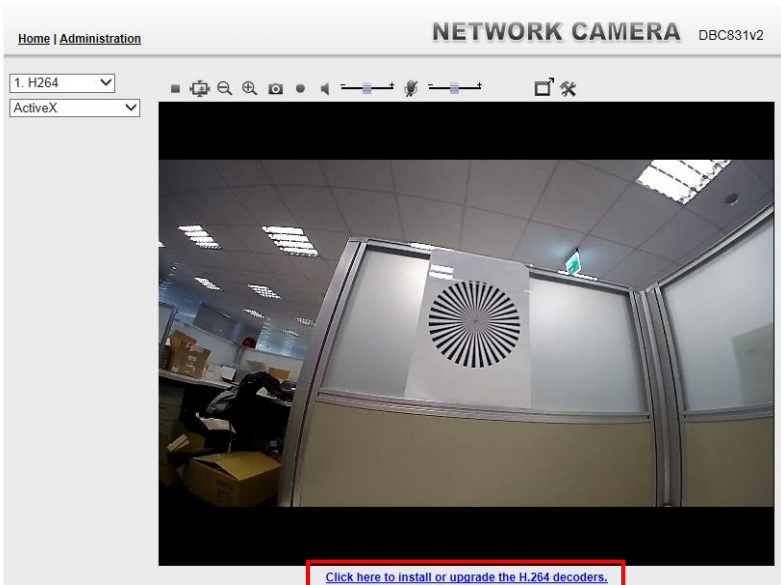 Home | Administration
NETWORK CAMERA DBC831v2
1. H264
ActiveX
Click here to install or upgrade the H.264 decoders.